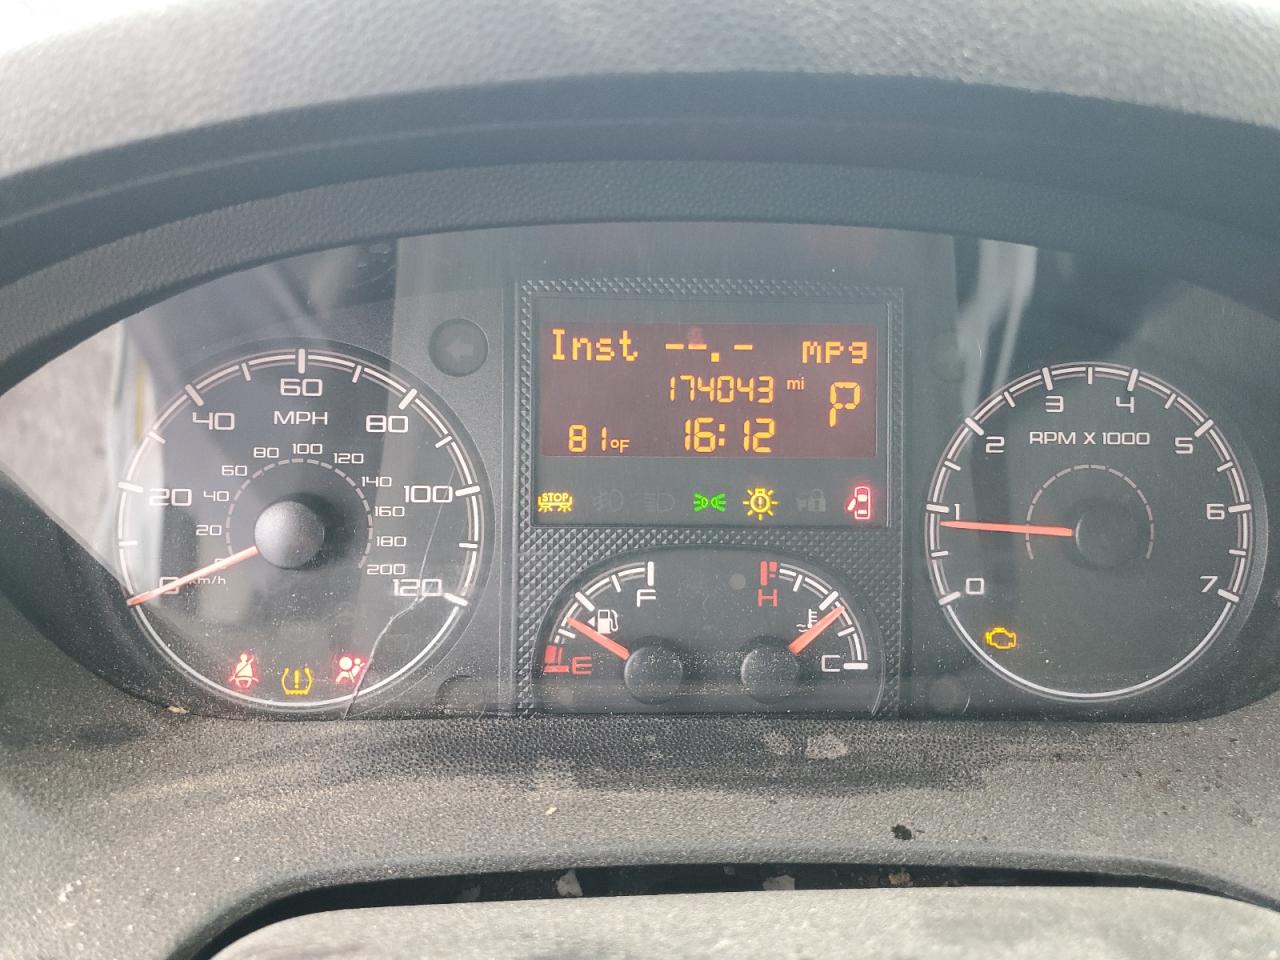 Inst --.- mpg
174043 mi P
81°F 16:12
STOP
0 20 40 60 80 100 120
MPH
20 40 60 80 100 120 140 160 180 200
km/h
0 1 2 3 4 5 6 7
RPM X 1000
E F
H C